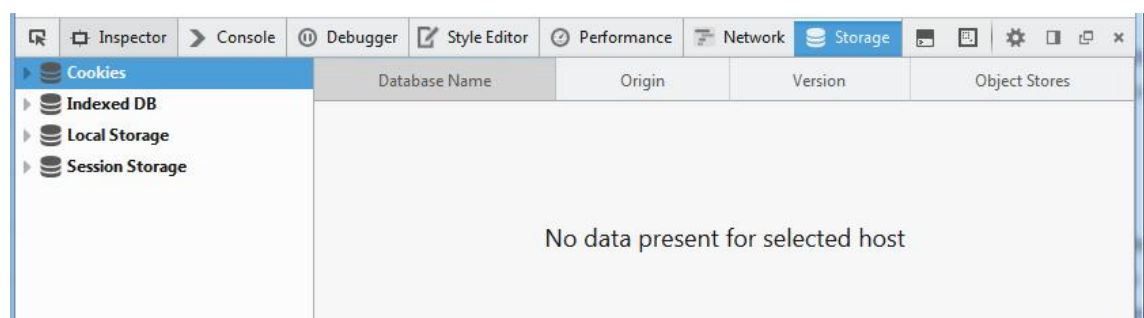 Inspector Console Debugger Style Editor Performance Network Storage
Cookies
Database Name Origin Version Object Stores
Indexed DB
Local Storage
Session Storage
No data present for selected host